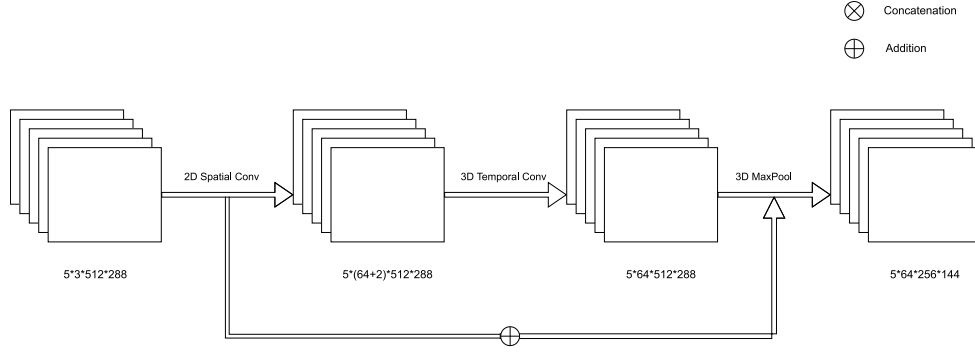 Concatenation
Addition
2D Spatial Conv
3D Temporal Conv
3D MaxPool
5*3*512*288
5*(64+2)*512*288
5*64*512*288
5*64*256*144